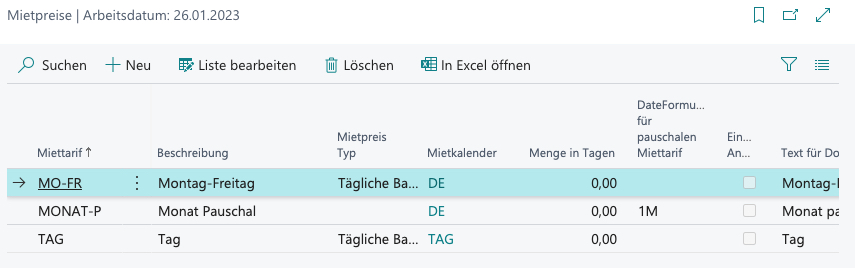 Mietpreise | Arbeitsdatum: 26.01.2023
Suchen Neu Liste bearbeiten Löschen In Excel öffnen
Miettarif ↑ Beschreibung Mietpreis Typ Mietkalender Menge in Tagen DateFormu... für pauschalen Miettarif Ein... An... Text für Do
MO-FR Montag-Freitag Tägliche Ba... DE 0,00 Montag-
MONAT-P Monat Pauschal DE 0,00 1M Monat pa
TAG Tag Tägliche Ba... TAG 0,00 Tag